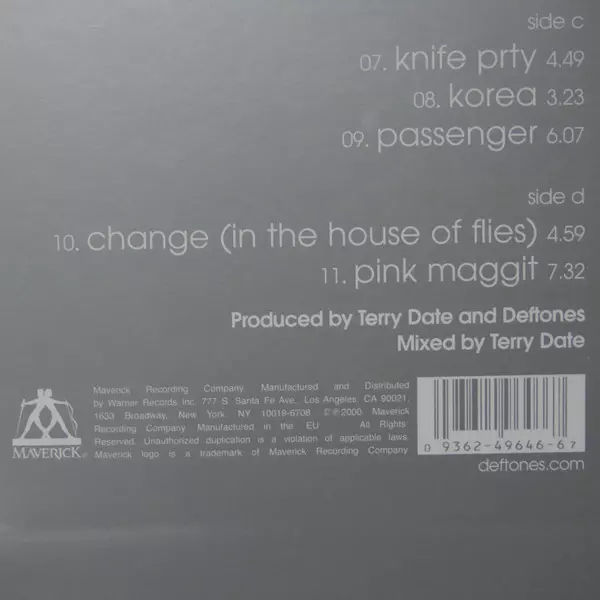 side c
07. knife prty 4.49
08. korea 3.23
09. passenger 6.07
side d
10. change (in the house of flies) 4.59
11. pink maggit 7.32
Produced by Terry Date and Deftones
Mixed by Terry Date
Maverick Recording Company. Manufactured and Distributed
by Warner Records Inc. 777 S Santa Fe Ave., Los Angeles, CA 90021,
1633 Broadway, New York, NY 10019-6708 ©℗2000 Maverick
Recording Company Manufactured in the EU All Rights
Reserved. Unauthorized duplication is a violation of applicable laws.
Maverick logo is a trademark of Maverick Recording Company
MAVERICK®
0 9362-49646-6 7
deftones.com